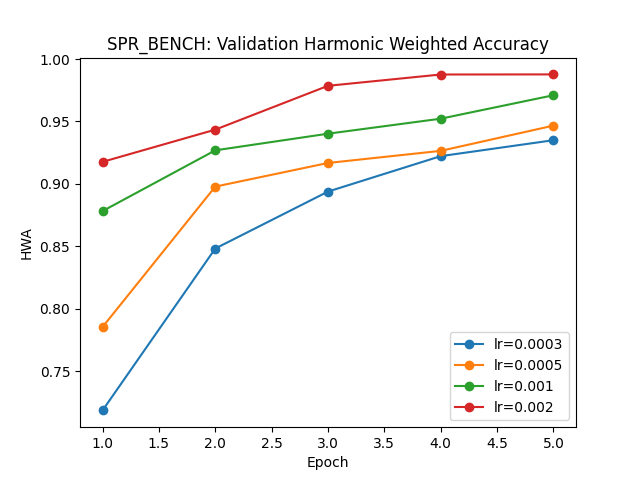 SPR_BENCH: Validation Harmonic Weighted Accuracy
1.00
0.95
0.90
0.85
0.80
0.75
HWA
1.0 1.5 2.0 2.5 3.0 3.5 4.0 4.5 5.0
Epoch
lr=0.0003
lr=0.0005
lr=0.001
lr=0.002